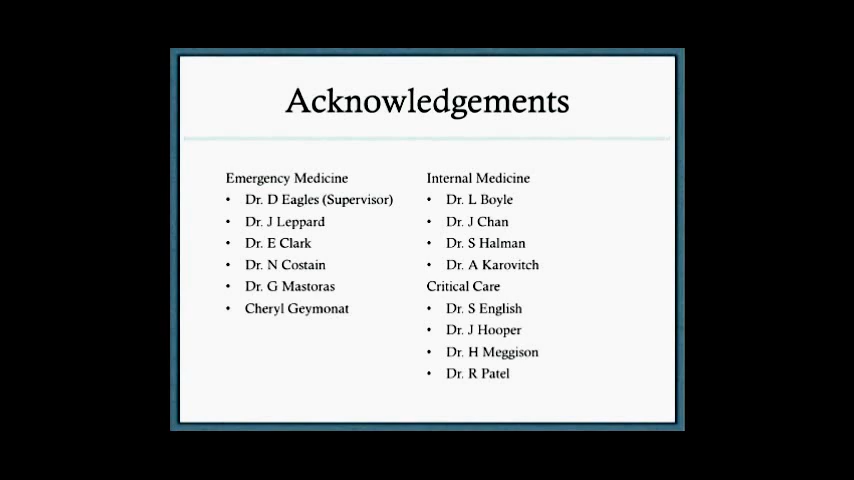 Acknowledgements
Emergency Medicine
• Dr. D Eagles (Supervisor)
• Dr. J Leppard
• Dr. E Clark
• Dr. N Costain
• Dr. G Mastoras
• Cheryl Geymonat
Internal Medicine
• Dr. L Boyle
• Dr. J Chan
• Dr. S Halman
• Dr. A Karovitch
Critical Care
• Dr. S English
• Dr. J Hooper
• Dr. H Meggison
• Dr. R Patel